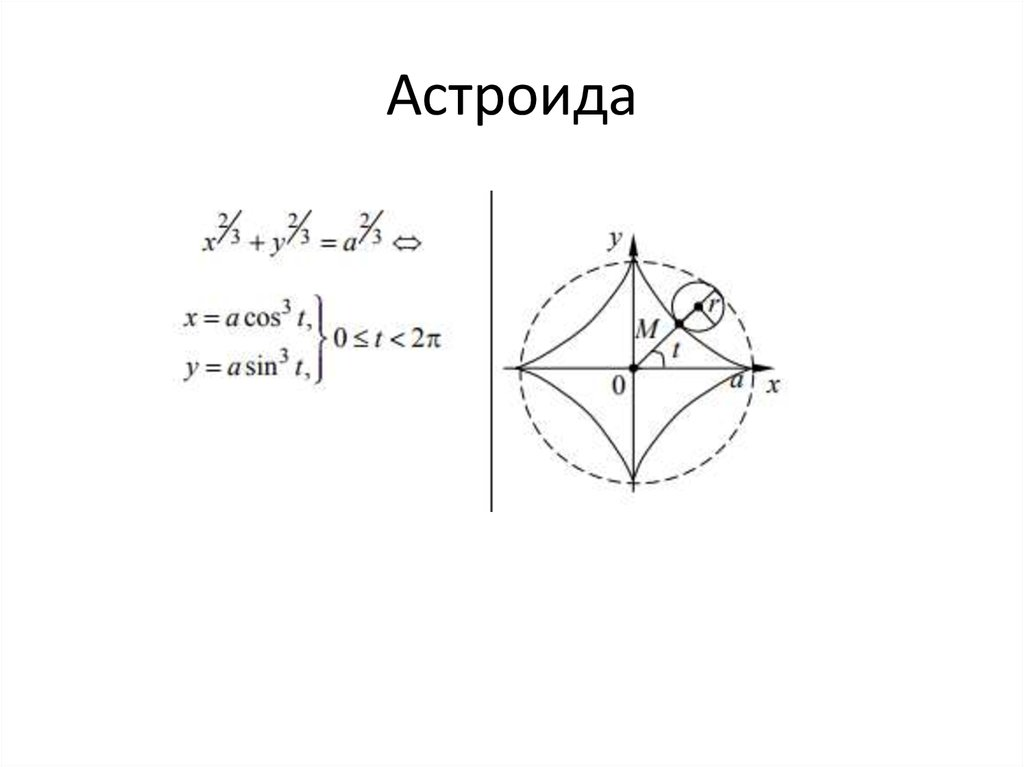 Астроида
x^(2/3) + y^(2/3) = a^(2/3) ⇔
x = a cos³ t,
y = a sin³ t,
} 0 ≤ t < 2π
y
r
M
t
0
a
x